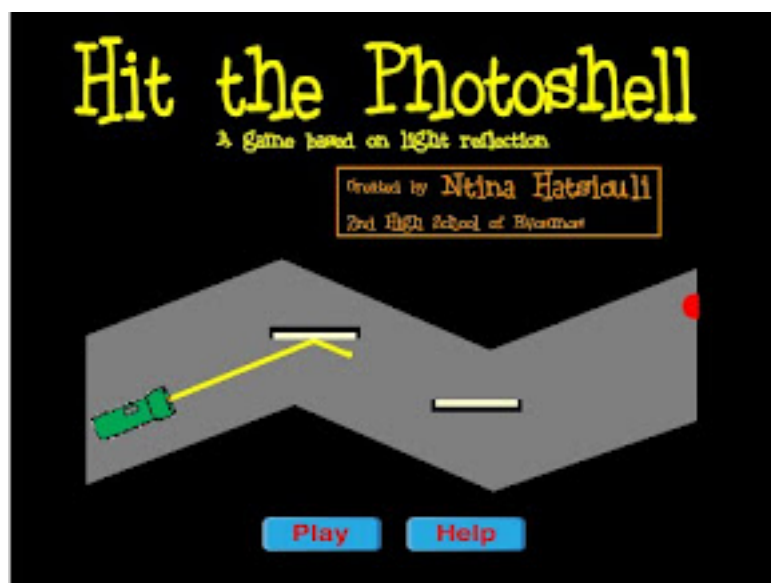 Hit the Photoshell
A game based on light reflection
Created by Ntina Hatsiouli
2nd High School of
Play Help